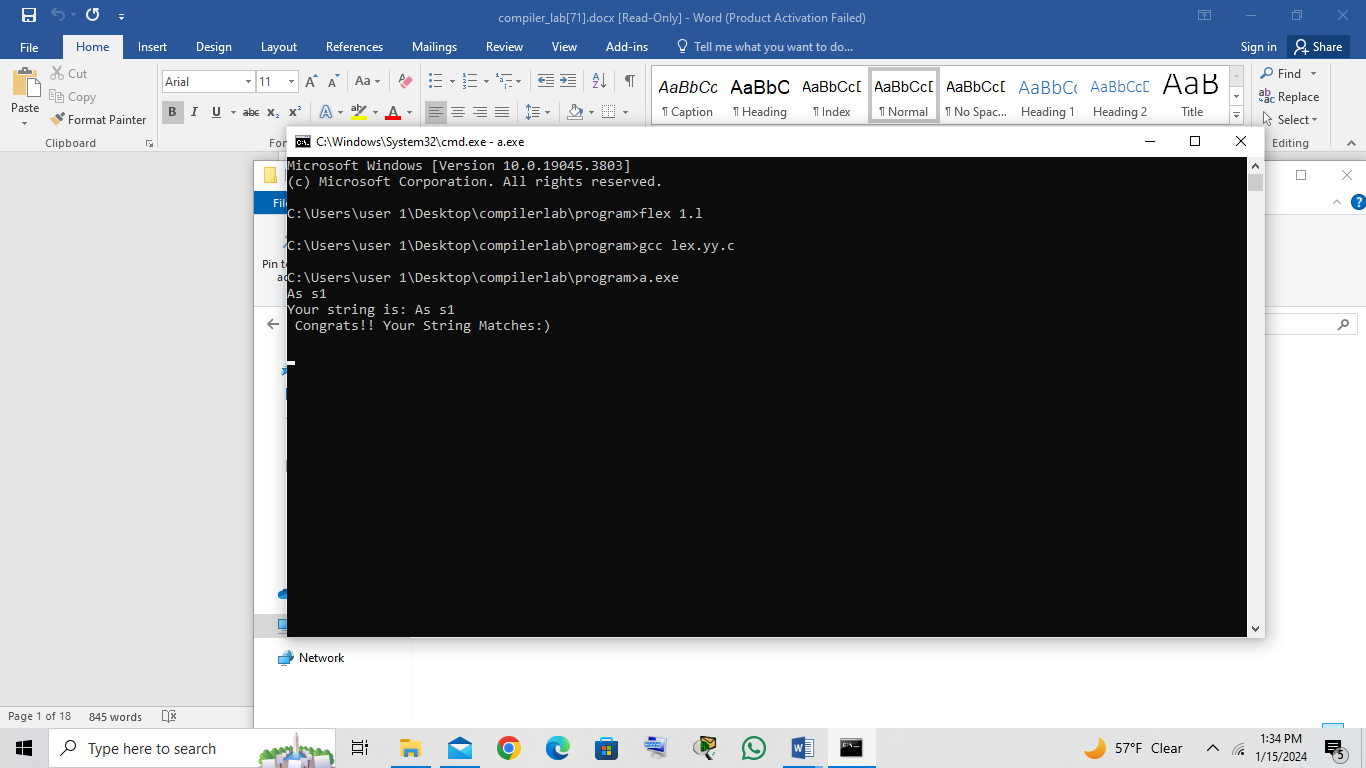 compiler_lab[71].docx [Read-Only] - Word (Product Activation Failed)
File Home Insert Design Layout References Mailings Review View Add-ins Tell me what you want to do... Sign in Share
Paste
Cut
Copy
Format Painter
Clipboard
Arial 11
B I U abc x₂ x²
AaBbCc AaBbC AaBbCcI AaBbCcI AaBbCcI AaBbCc AaBbCcD AaB
¶ Caption ¶ Heading ¶ Index ¶ Normal ¶ No Spac... Heading 1 Heading 2 Title
Find
Replace
Select
Editing
C:\Windows\System32\cmd.exe - a.exe
Microsoft Windows [Version 10.0.19045.3803]
(c) Microsoft Corporation. All rights reserved.
C:\Users\user 1\Desktop\compilerlab\program>flex 1.l
C:\Users\user 1\Desktop\compilerlab\program>gcc lex.yy.c
C:\Users\user 1\Desktop\compilerlab\program>a.exe
As s1
Your string is: As s1
Congrats!! Your String Matches:)
Network
Page 1 of 18 845 words
Type here to search
57°F Clear
1:34 PM
1/15/2024
5